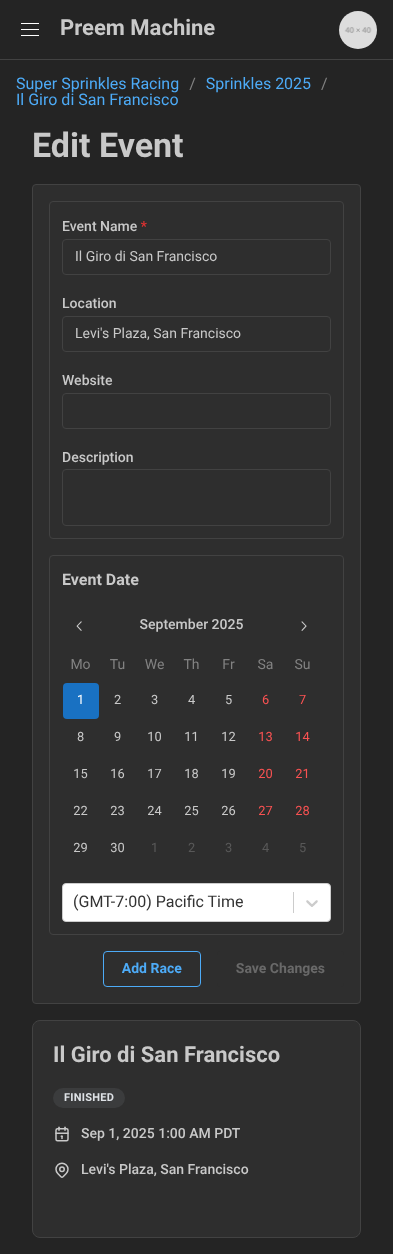 Preem Machine
40 × 40
Super Sprinkles Racing / Sprinkles 2025 /
Il Giro di San Francisco
Edit Event
Event Name *
Il Giro di San Francisco
Location
Levi's Plaza, San Francisco
Website
Description
Event Date
September 2025
Mo Tu We Th Fr Sa Su
1 2 3 4 5 6 7
8 9 10 11 12 13 14
15 16 17 18 19 20 21
22 23 24 25 26 27 28
29 30 1 2 3 4 5
(GMT-7:00) Pacific Time
Add Race Save Changes
Il Giro di San Francisco
FINISHED
Sep 1, 2025 1:00 AM PDT
Levi's Plaza, San Francisco